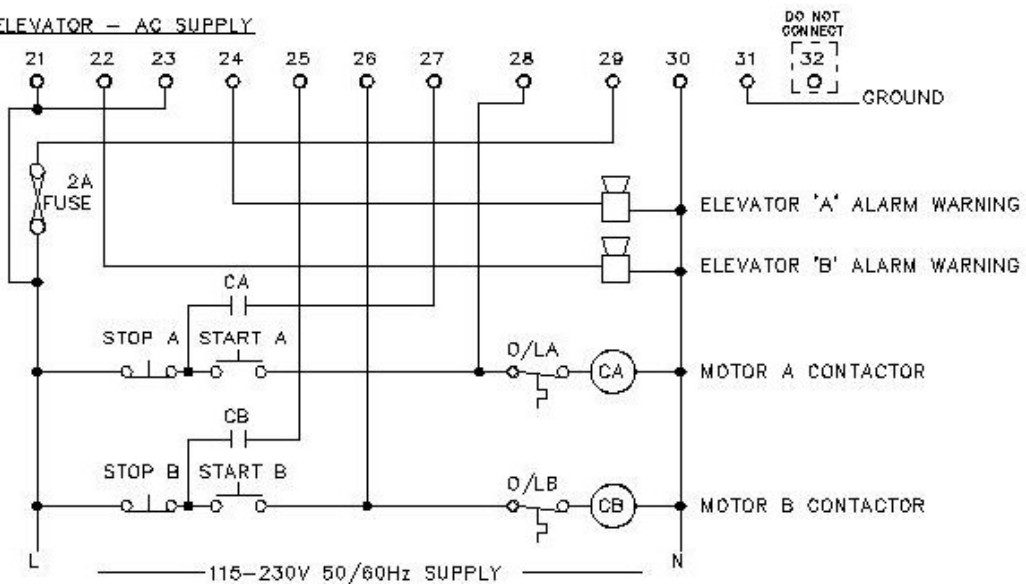 ELEVATOR – AC SUPPLY
DO NOT
CONNECT
21 22 23 24 25 26 27 28 29 30 31 32
GROUND
2A
FUSE
ELEVATOR 'A' ALARM WARNING
ELEVATOR 'B' ALARM WARNING
CA
STOP A START A O/LA
CA MOTOR A CONTACTOR
CB
STOP B START B O/LB
CB MOTOR B CONTACTOR
L N
115–230V 50/60Hz SUPPLY